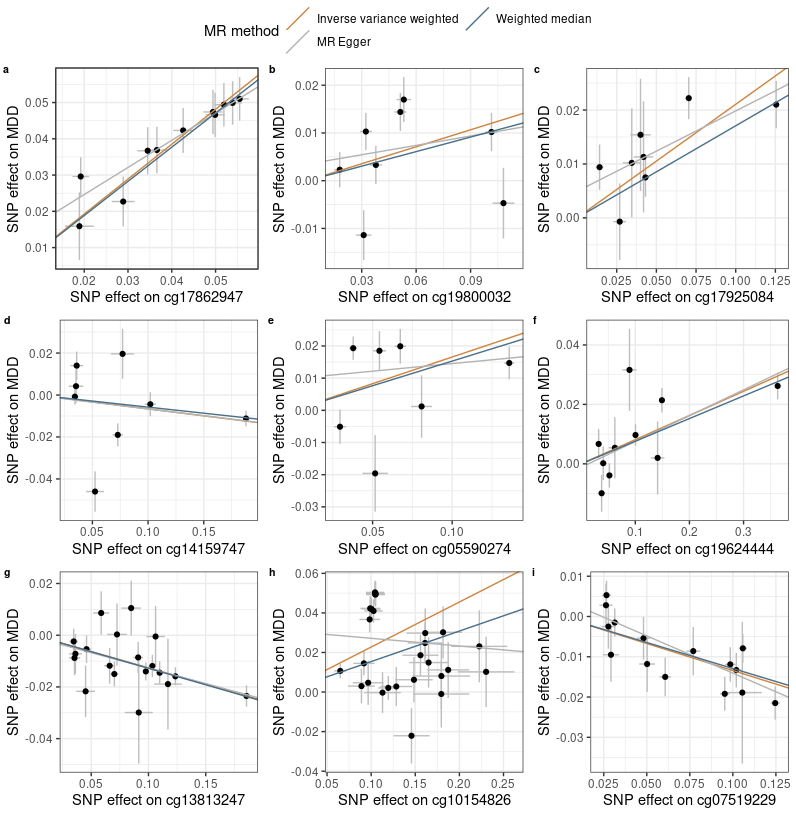 MR method
Inverse variance weighted
Weighted median
MR Egger
a
SNP effect on MDD
0.05
0.04
0.03
0.02
0.01
0.02 0.03 0.04 0.05
SNP effect on cg17862947
b
SNP effect on MDD
0.02
0.01
0.00
-0.01
0.03 0.06 0.09
SNP effect on cg19800032
c
SNP effect on MDD
0.02
0.01
0.00
0.025 0.050 0.075 0.100 0.125
SNP effect on cg17925084
d
SNP effect on MDD
0.02
0.00
-0.02
-0.04
0.05 0.10 0.15
SNP effect on cg14159747
e
SNP effect on MDD
0.02
0.01
0.00
-0.01
-0.02
-0.03
0.05 0.10
SNP effect on cg05590274
f
SNP effect on MDD
0.04
0.02
0.00
0.1 0.2 0.3
SNP effect on cg19624444
g
SNP effect on MDD
0.02
0.00
-0.02
-0.04
0.05 0.10 0.15
SNP effect on cg13813247
h
SNP effect on MDD
0.06
0.04
0.02
0.00
-0.02
-0.04
0.05 0.10 0.15 0.20 0.25
SNP effect on cg10154826
i
SNP effect on MDD
0.01
0.00
-0.01
-0.02
-0.03
0.025 0.050 0.075 0.100 0.125
SNP effect on cg07519229